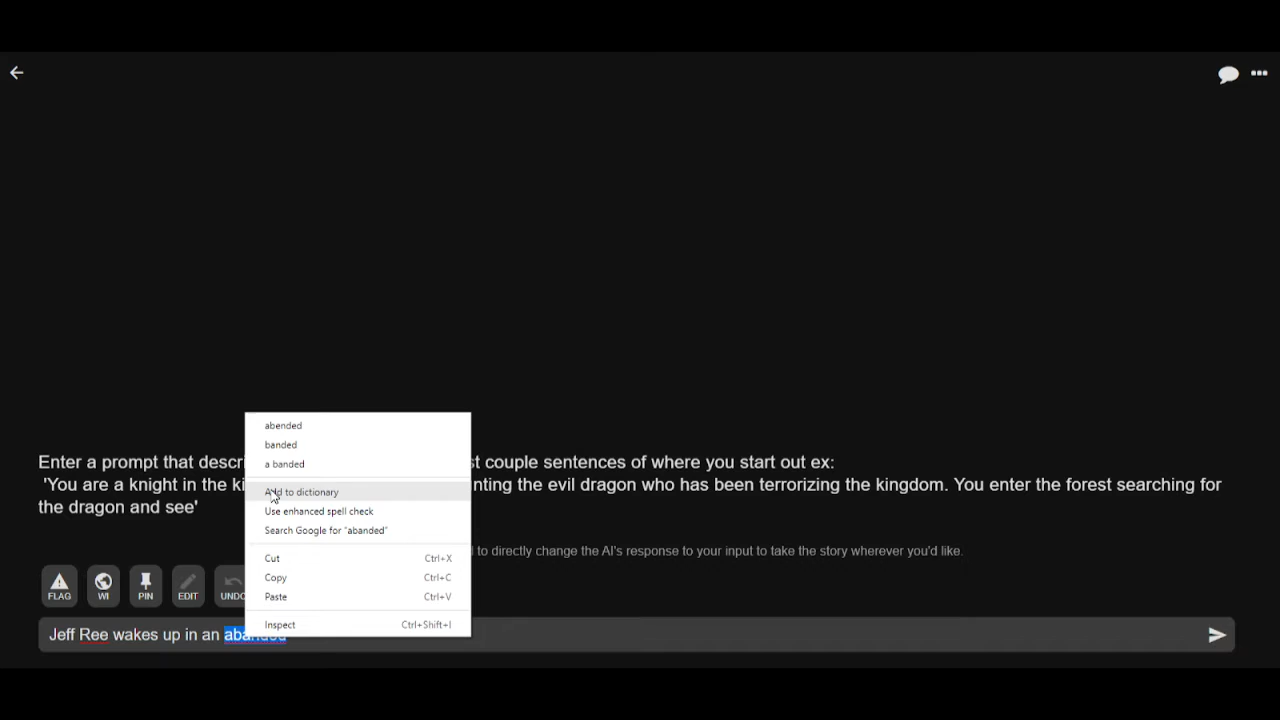 abended
banded
a banded
Enter a prompt that descri st couple sentences of where you start out ex:
'You are a knight in the ki nting the evil dragon who has been terrorizing the kingdom. You enter the forest searching for
Add to dictionary
the dragon and see'
Use enhanced spell check
Search Google for "abanded"
to directly change the AI's response to your input to take the story wherever you'd like.
Cut Ctrl+X
Copy Ctrl+C
FLAG WI PIN EDIT UNDO
Paste Ctrl+V
Inspect Ctrl+Shift+I
Jeff Ree wakes up in an abanded